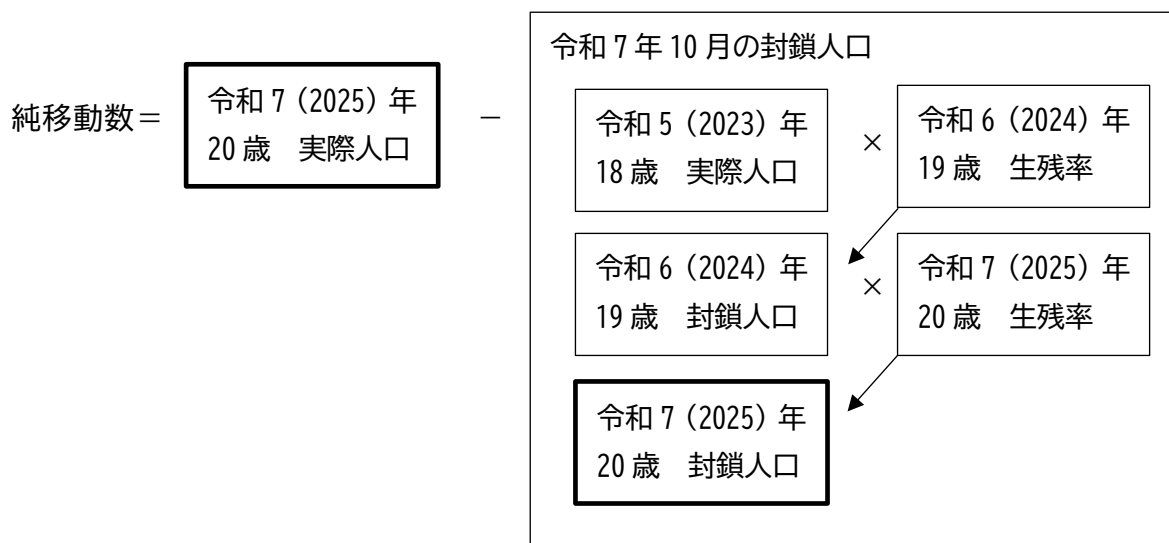 令和7年10月の封鎖人口
純移動数＝
令和7（2025）年
20歳　実際人口
－
令和5（2023）年
18歳　実際人口
×
令和6（2024）年
19歳　生残率
令和6（2024）年
19歳　封鎖人口
×
令和7（2025）年
20歳　生残率
令和7（2025）年
20歳　封鎖人口